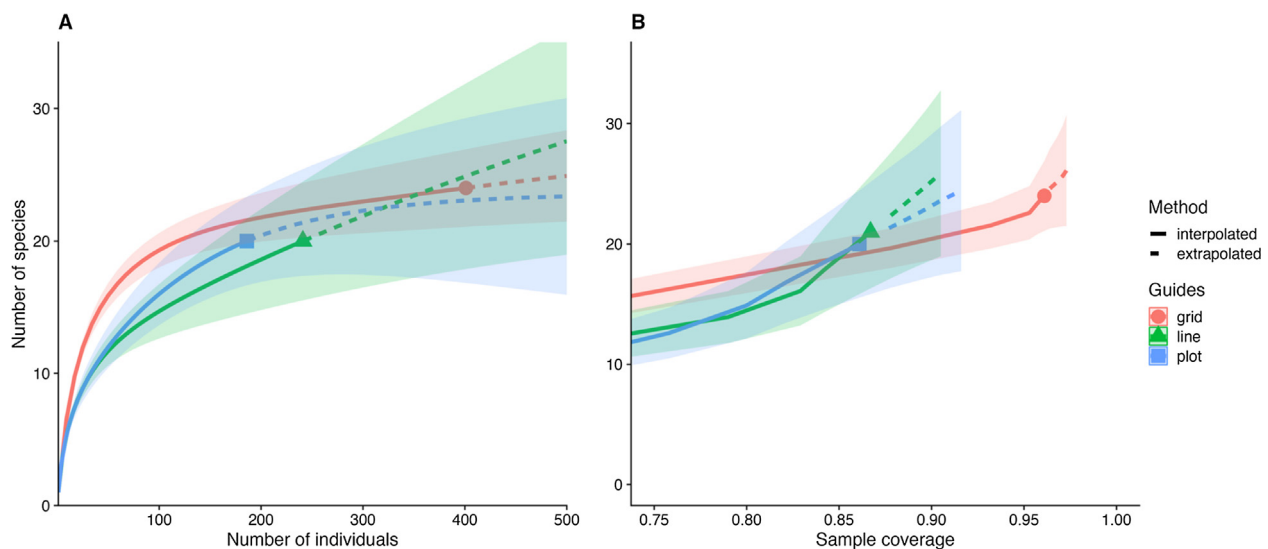 A
B
Number of species
30
20
10
0
100
200
300
400
500
Number of individuals
30
20
10
0
0.75
0.80
0.85
0.90
0.95
1.00
Sample coverage
Method
interpolated
extrapolated
Guides
grid
line
plot